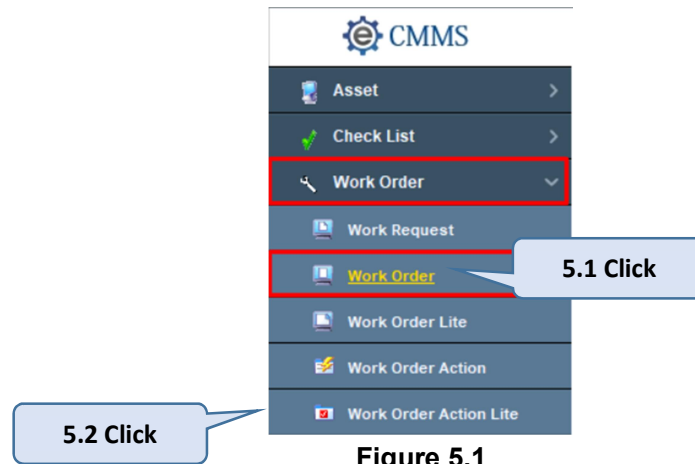 e CMMS
Asset
Check List
Work Order
Work Request
Work Order
5.1 Click
Work Order Lite
Work Order Action
Work Order Action Lite
5.2 Click
Figure 5.1